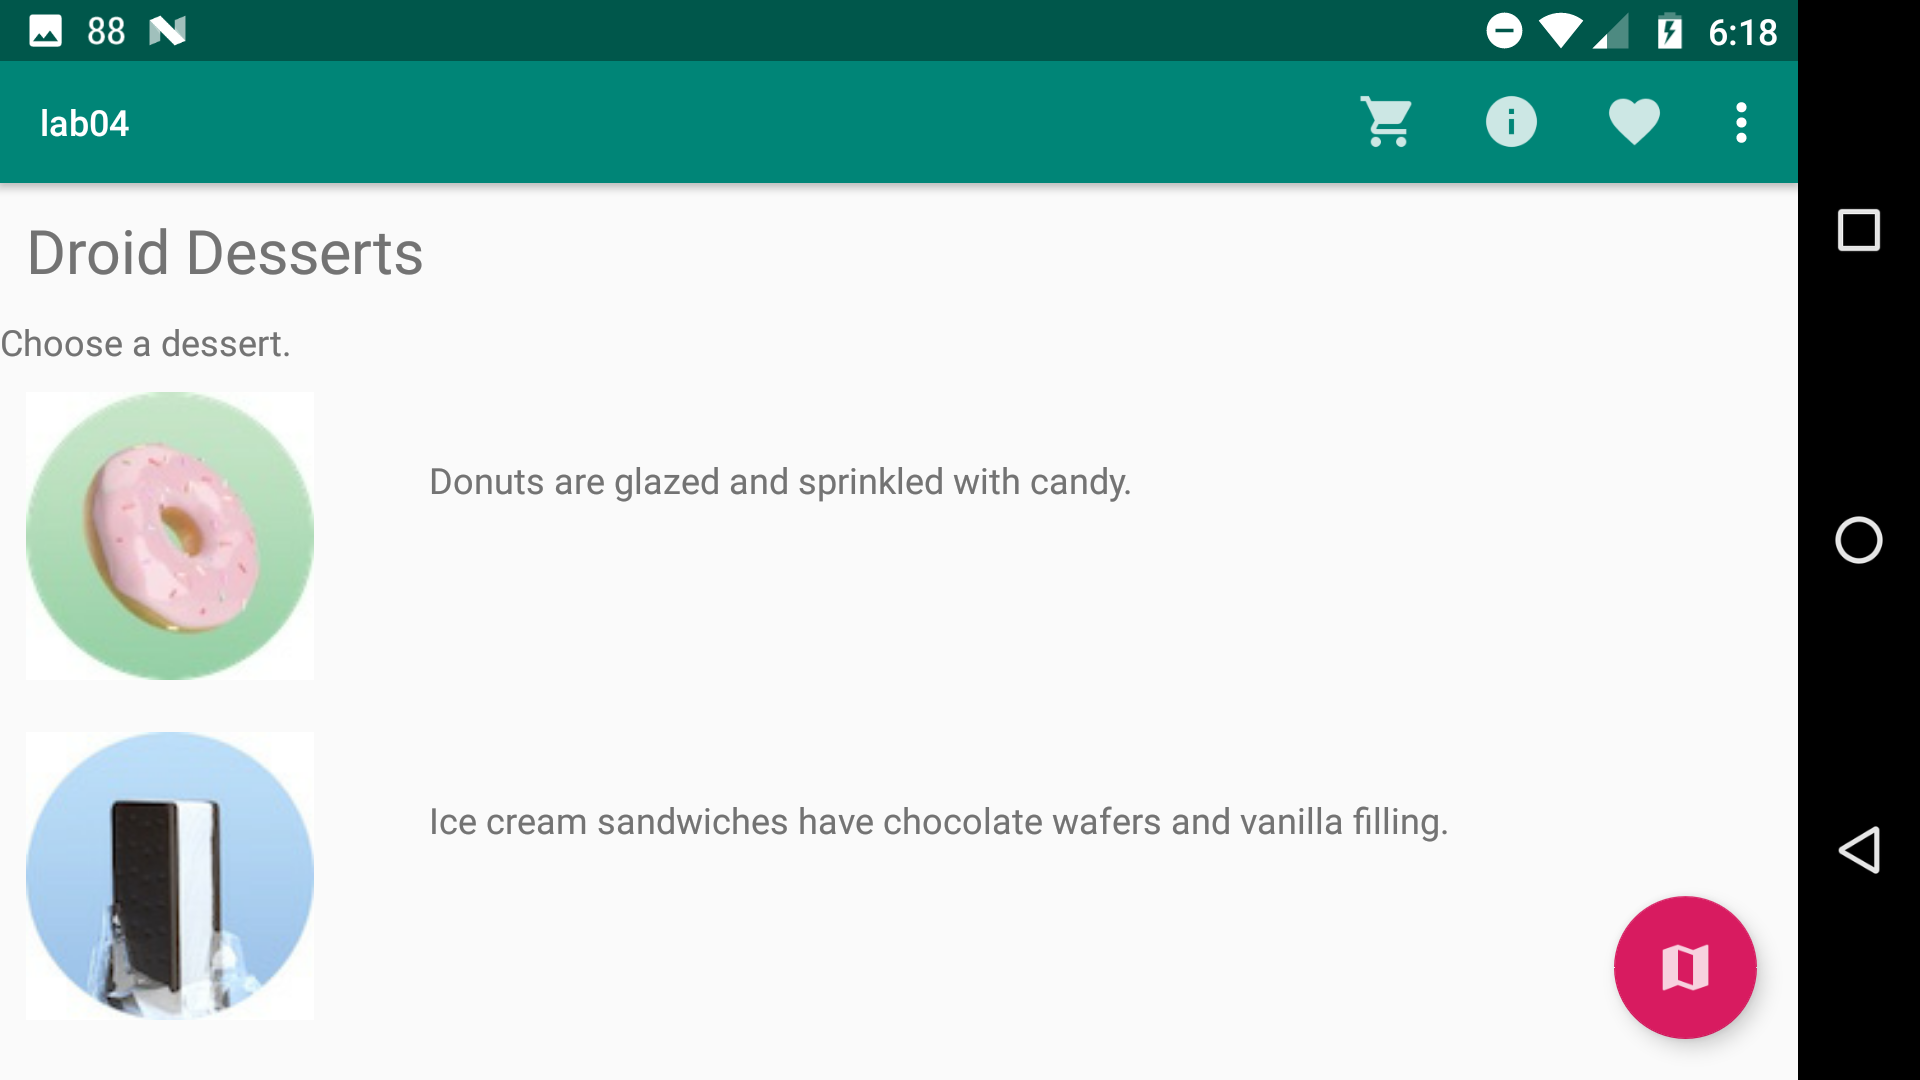 88
6:18
lab04
Droid Desserts
Choose a dessert.
Donuts are glazed and sprinkled with candy.
Ice cream sandwiches have chocolate wafers and vanilla filling.